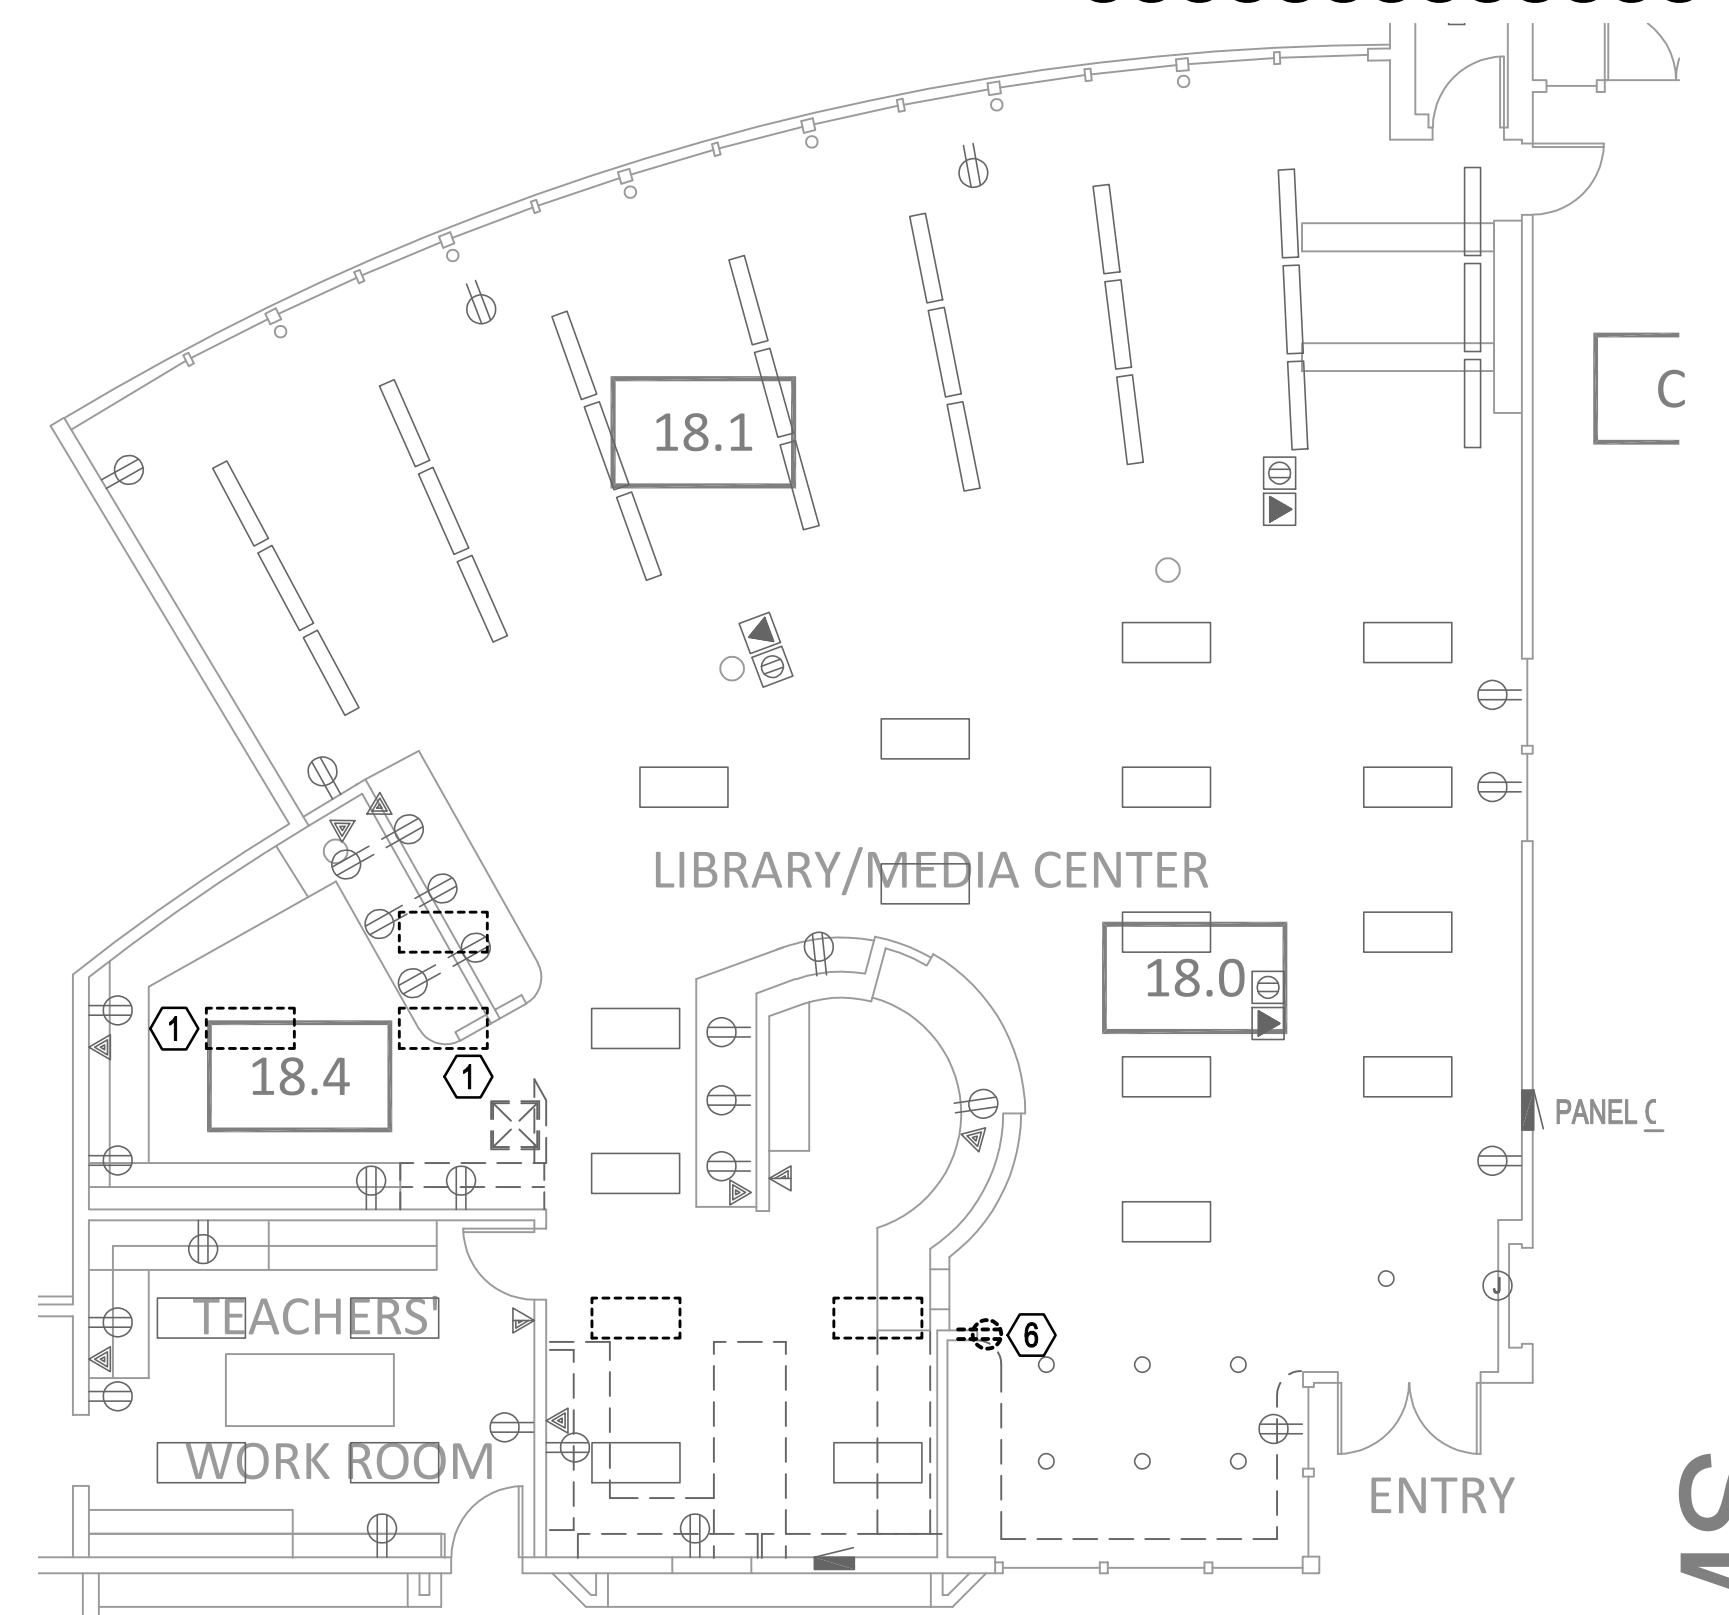 18.1
C
LIBRARY/MEDIA CENTER
18.0
1
18.4
1
PANEL C
J
TEACHERS'
WORK ROOM
6
ENTRY